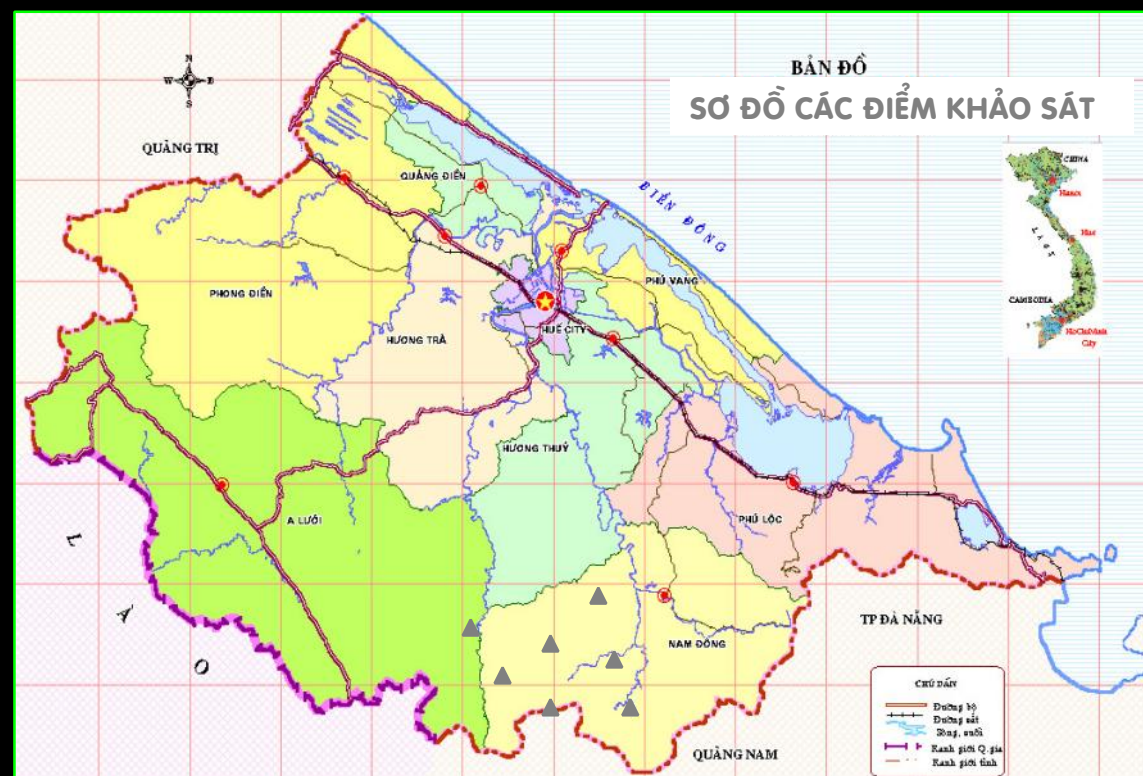 BẢN ĐỒ
SƠ ĐỒ CÁC ĐIỂM KHẢO SÁT
N
W E
S
QUẢNG TRỊ
QUẢNG ĐIỀN
BIỂN ĐÔNG
CHINA
Hanoi
LAOS
Hue
CAMBODIA
HoChiMinh
City
PHONG ĐIỀN
PHÚ VANG
HƯƠNG TRÀ
HUẾ CITY
HƯƠNG THUỶ
A LƯỚI
PHÚ LỘC
LÀO
TP ĐÀ NẴNG
NAM ĐÔNG
QUẢNG NAM
CHÚ DẪN
Đường bộ
Đường sắt
Sông, suối
Ranh giới Q.gia
Ranh giới tỉnh